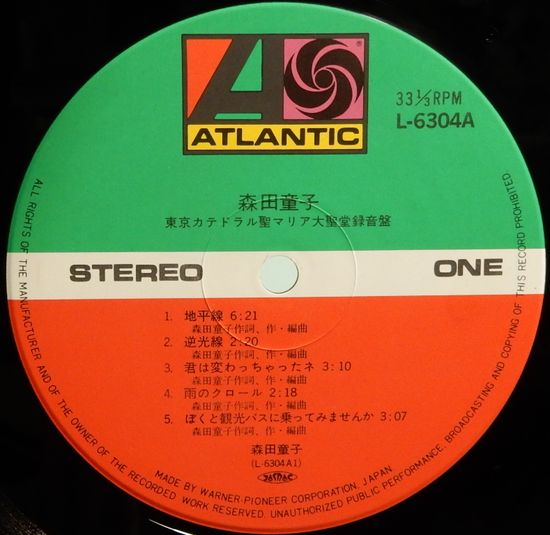 ATLANTIC
33⅓RPM
L-6304A
森田童子
東京カテドラル聖マリア大聖堂録音盤
STEREO
ONE
1. 地平線 6:21
森田童子作詞、作・編曲
2. 逆光線 2:20
森田童子作詞、作・編曲
3. 君は変わっちゃったネ 3:10
森田童子作詞、作・編曲
4. 雨のクロール 2:18
森田童子作詞、作・編曲
5. ぼくと観光バスに乗ってみませんか 3:07
森田童子作詞、作・編曲
森田童子
(L-6304A1)
JASRAC
MADE BY WARNER-PIONEER CORPORATION, JAPAN.
ALL RIGHTS OF THE MANUFACTURER AND OF THE OWNER OF THE RECORDED WORK RESERVED. UNAUTHORIZED PUBLIC PERFORMANCE, BROADCASTING AND COPYING OF THIS RECORD PROHIBITED